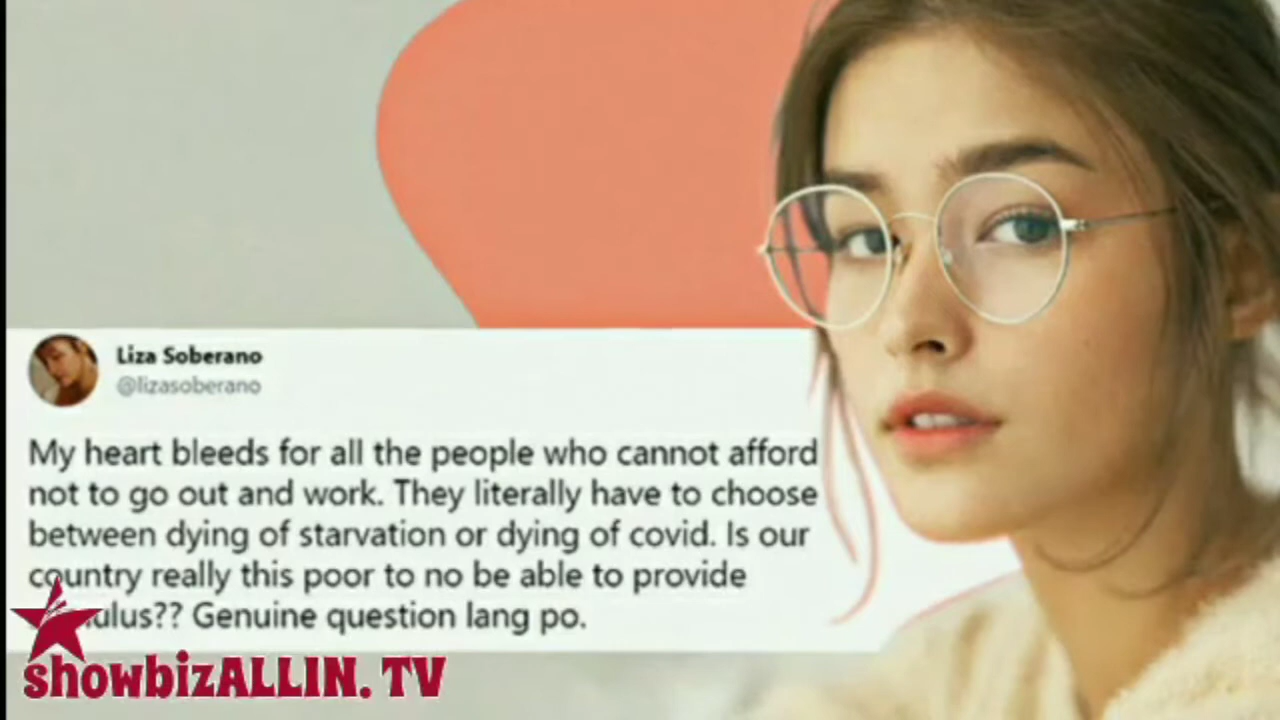 Liza Soberano
@lizasoberano
My heart bleeds for all the people who cannot afford
not to go out and work. They literally have to choose
between dying of starvation or dying of covid. Is our
country really this poor to no be able to provide
Genuine question lang po.
showbizALLIN.TV